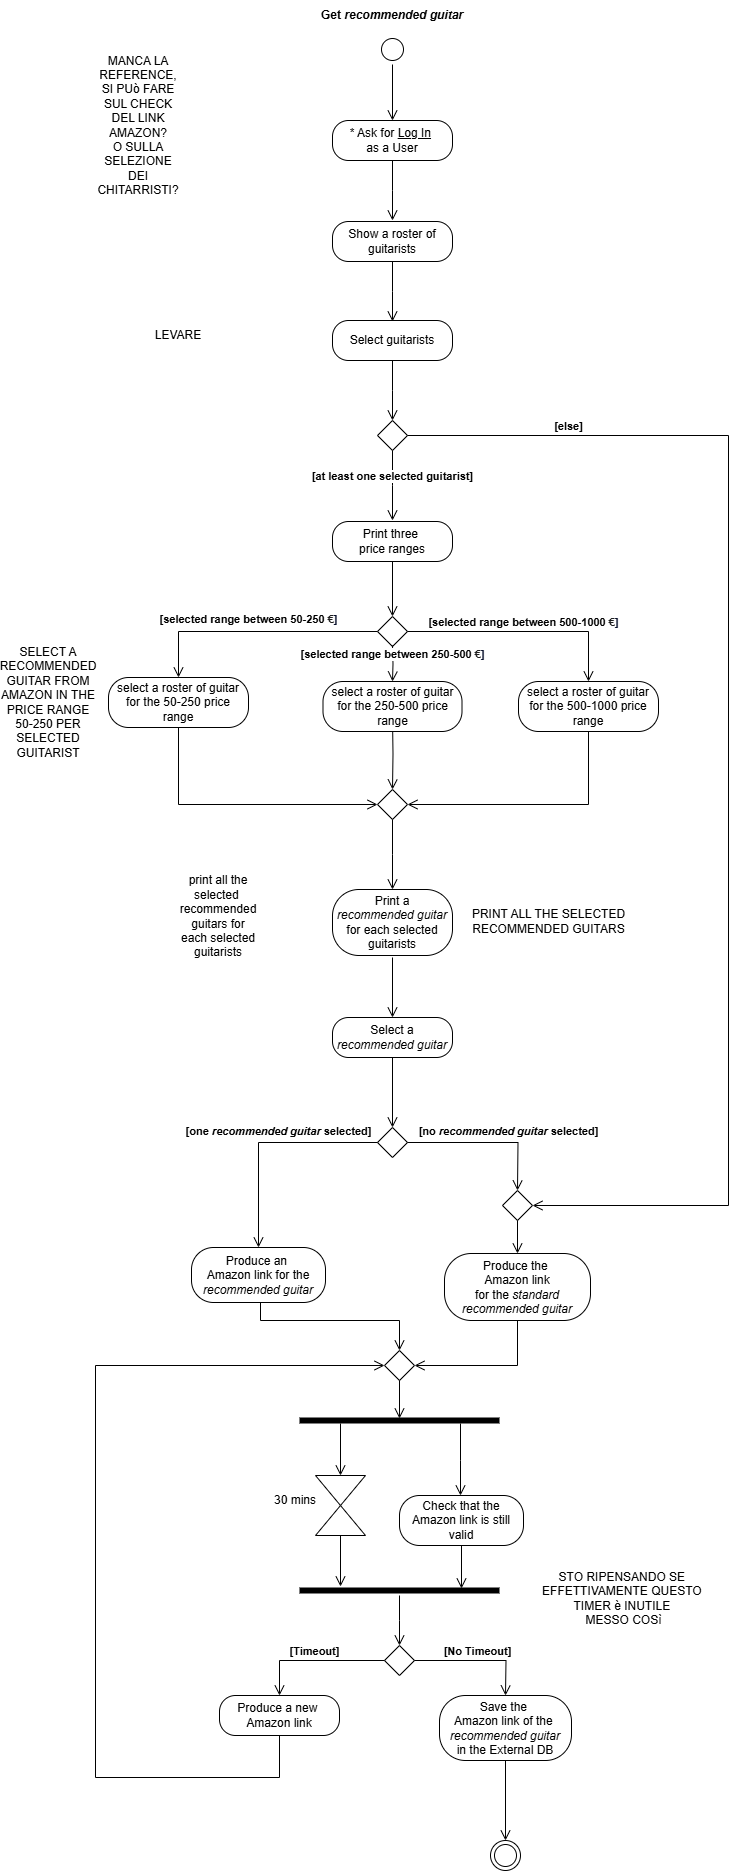 Get recommended guitar
MANCA LA
REFERENCE,
SI PUò FARE
SUL CHECK
DEL LINK
AMAZON?
O SULLA
SELEZIONE
DEI
CHITARRISTI?
* Ask for Log In
as a User
Show a roster of
guitarists
LEVARE
Select guitarists
[else]
[at least one selected guitarist]
Print three
price ranges
[selected range between 50-250 €]
[selected range between 500-1000 €]
[selected range between 250-500 €]
SELECT A
RECOMMENDED
GUITAR FROM
AMAZON IN THE
PRICE RANGE
50-250 PER
SELECTED
GUITARIST
select a roster of guitar
for the 50-250 price
range
select a roster of guitar
for the 250-500 price
range
select a roster of guitar
for the 500-1000 price
range
print all the
selected
recommended
guitars for
each selected
guitarists
Print a
recommended guitar
for each selected
guitarists
PRINT ALL THE SELECTED
RECOMMENDED GUITARS
Select a
recommended guitar
[one recommended guitar selected]
[no recommended guitar selected]
Produce an
Amazon link for the
recommended guitar
Produce the
Amazon link
for the standard
recommended guitar
30 mins
Check that the
Amazon link is still
valid
STO RIPENSANDO SE
EFFETTIVAMENTE QUESTO
TIMER è INUTILE
MESSO COSì
[Timeout]
[No Timeout]
Produce a new
Amazon link
Save the
Amazon link of the
recommended guitar
in the External DB